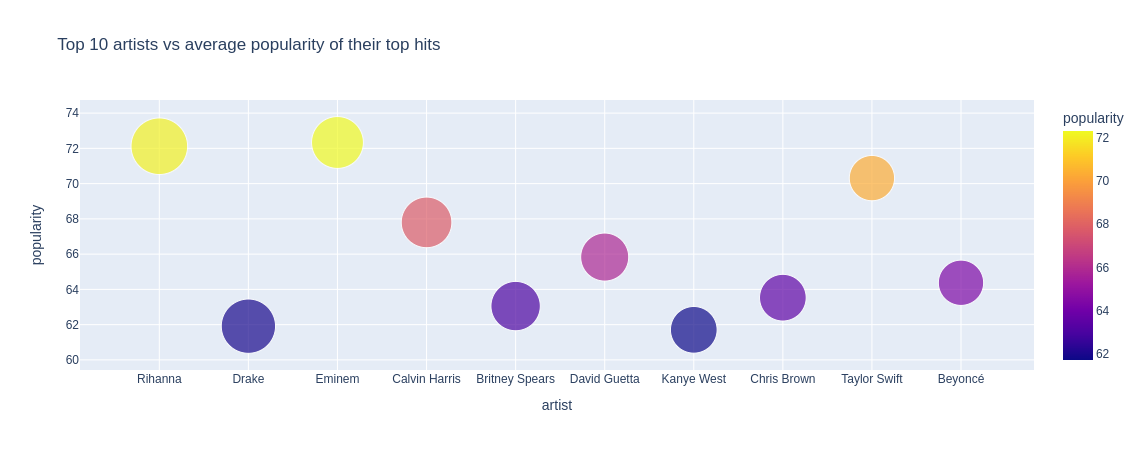 Top 10 artists vs average popularity of their top hits
popularity
74
72
70
68
66
64
62
60
popularity
72
70
68
66
64
62
Rihanna Drake Eminem Calvin Harris Britney Spears David Guetta Kanye West Chris Brown Taylor Swift Beyoncé
artist